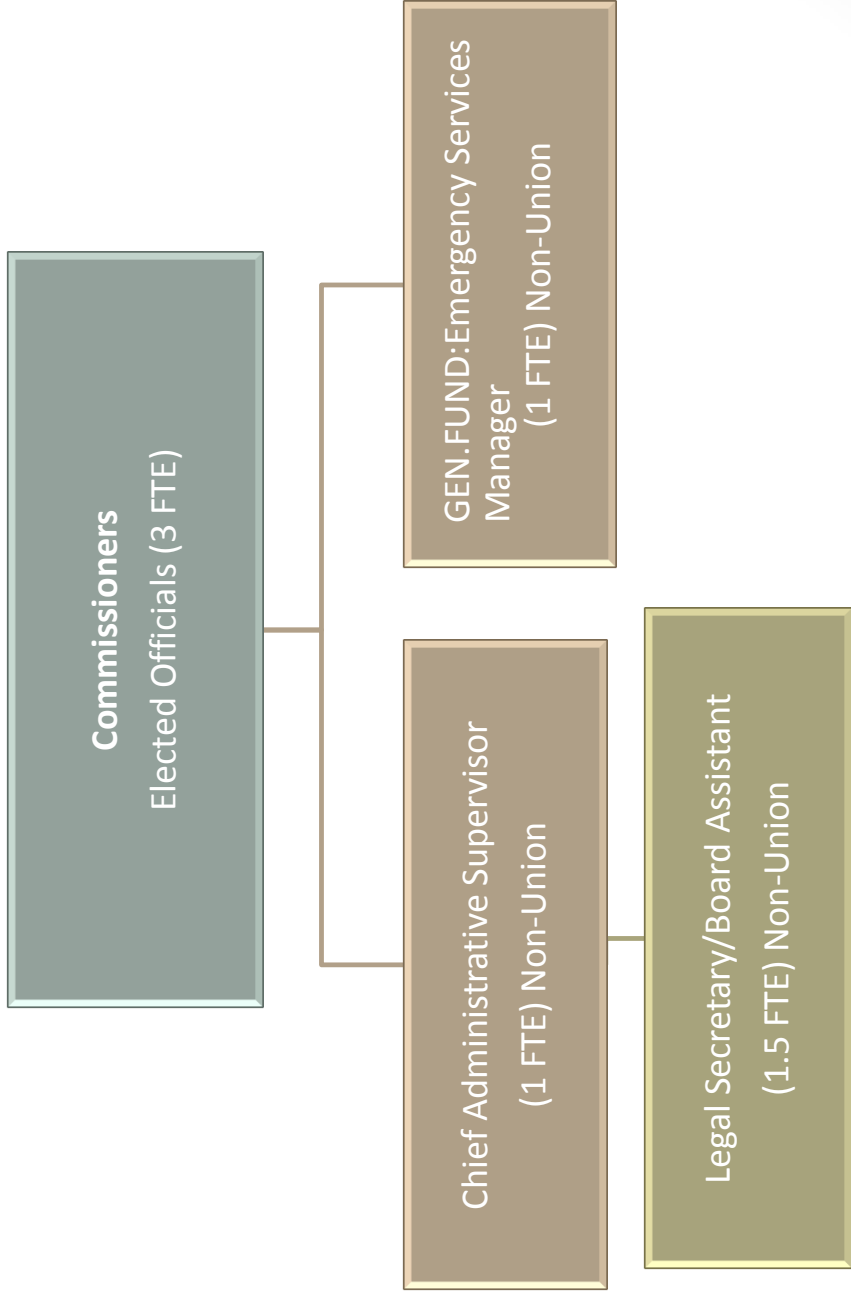 Commissioners
Elected Officials (3 FTE)
Chief Administrative Supervisor
(1 FTE) Non-Union
GEN.FUND:Emergency Services
Manager
(1 FTE) Non-Union
Legal Secretary/Board Assistant
(1.5 FTE) Non-Union